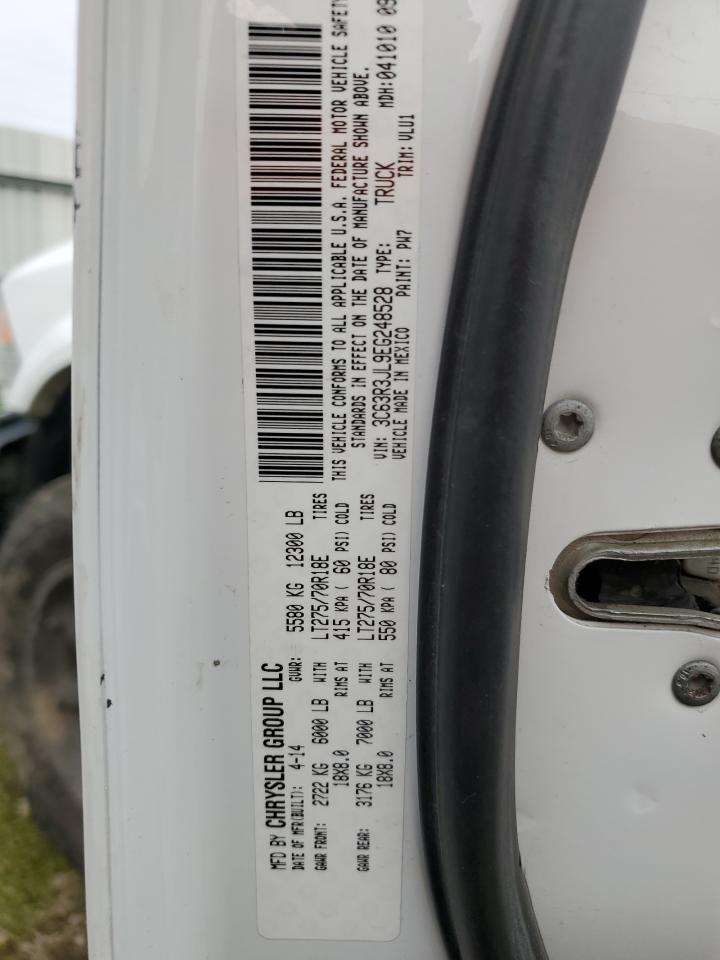 MFD BY CHRYSLER GROUP LLC
DATE OF MFR(BUILT): 4-14 GVWR: 5580 KG 12300 LB
GAWR FRONT: 2722 KG 6000 LB WITH LT275/70R18E TIRES
18X8.0 RIMS AT 415 KPA ( 60 PSI) COLD
GAWR REAR: 3176 KG 7000 LB WITH LT275/70R18E TIRES
18X8.0 RIMS AT 550 KPA ( 80 PSI) COLD
THIS VEHICLE CONFORMS TO ALL APPLICABLE U.S.A. FEDERAL MOTOR VEHICLE SAFETY
STANDARDS IN EFFECT ON THE DATE OF MANUFACTURE SHOWN ABOVE.
VIN: 3C63R3JL9EG248528 TYPE: TRUCK MDH:041010 09
VEHICLE MADE IN MEXICO PAINT: PW7 TRIM: VLU1